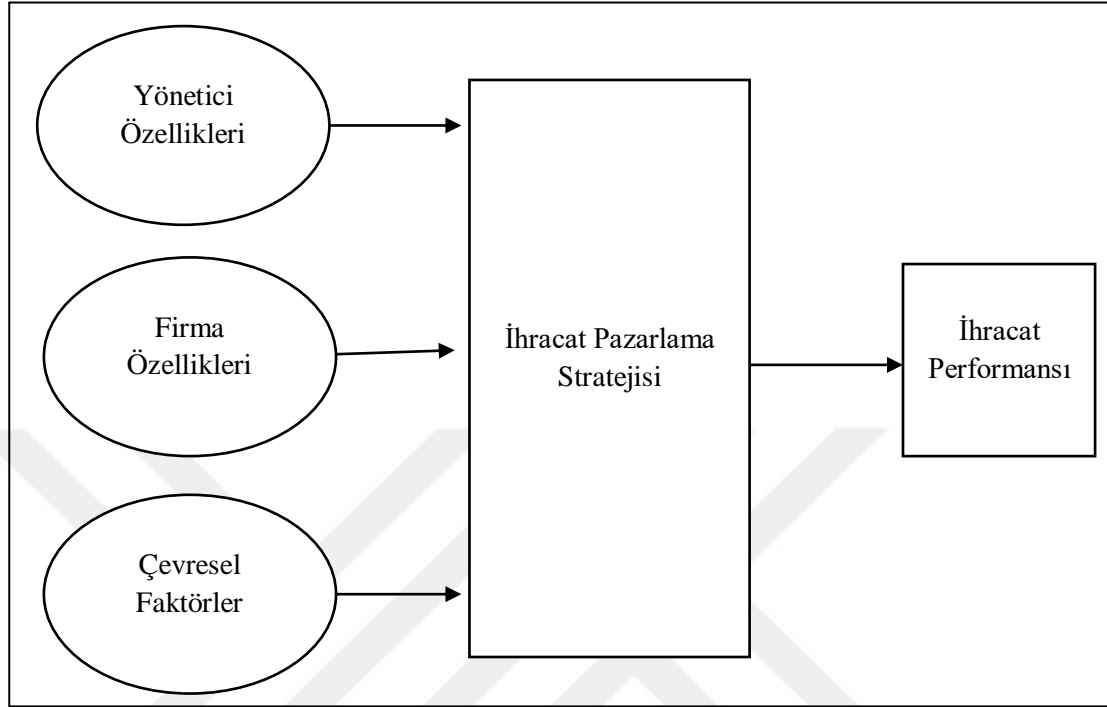 Yönetici
Özellikleri
Firma
Özellikleri
Çevresel
Faktörler
İhracat Pazarlama
Stratejisi
İhracat
Performansı